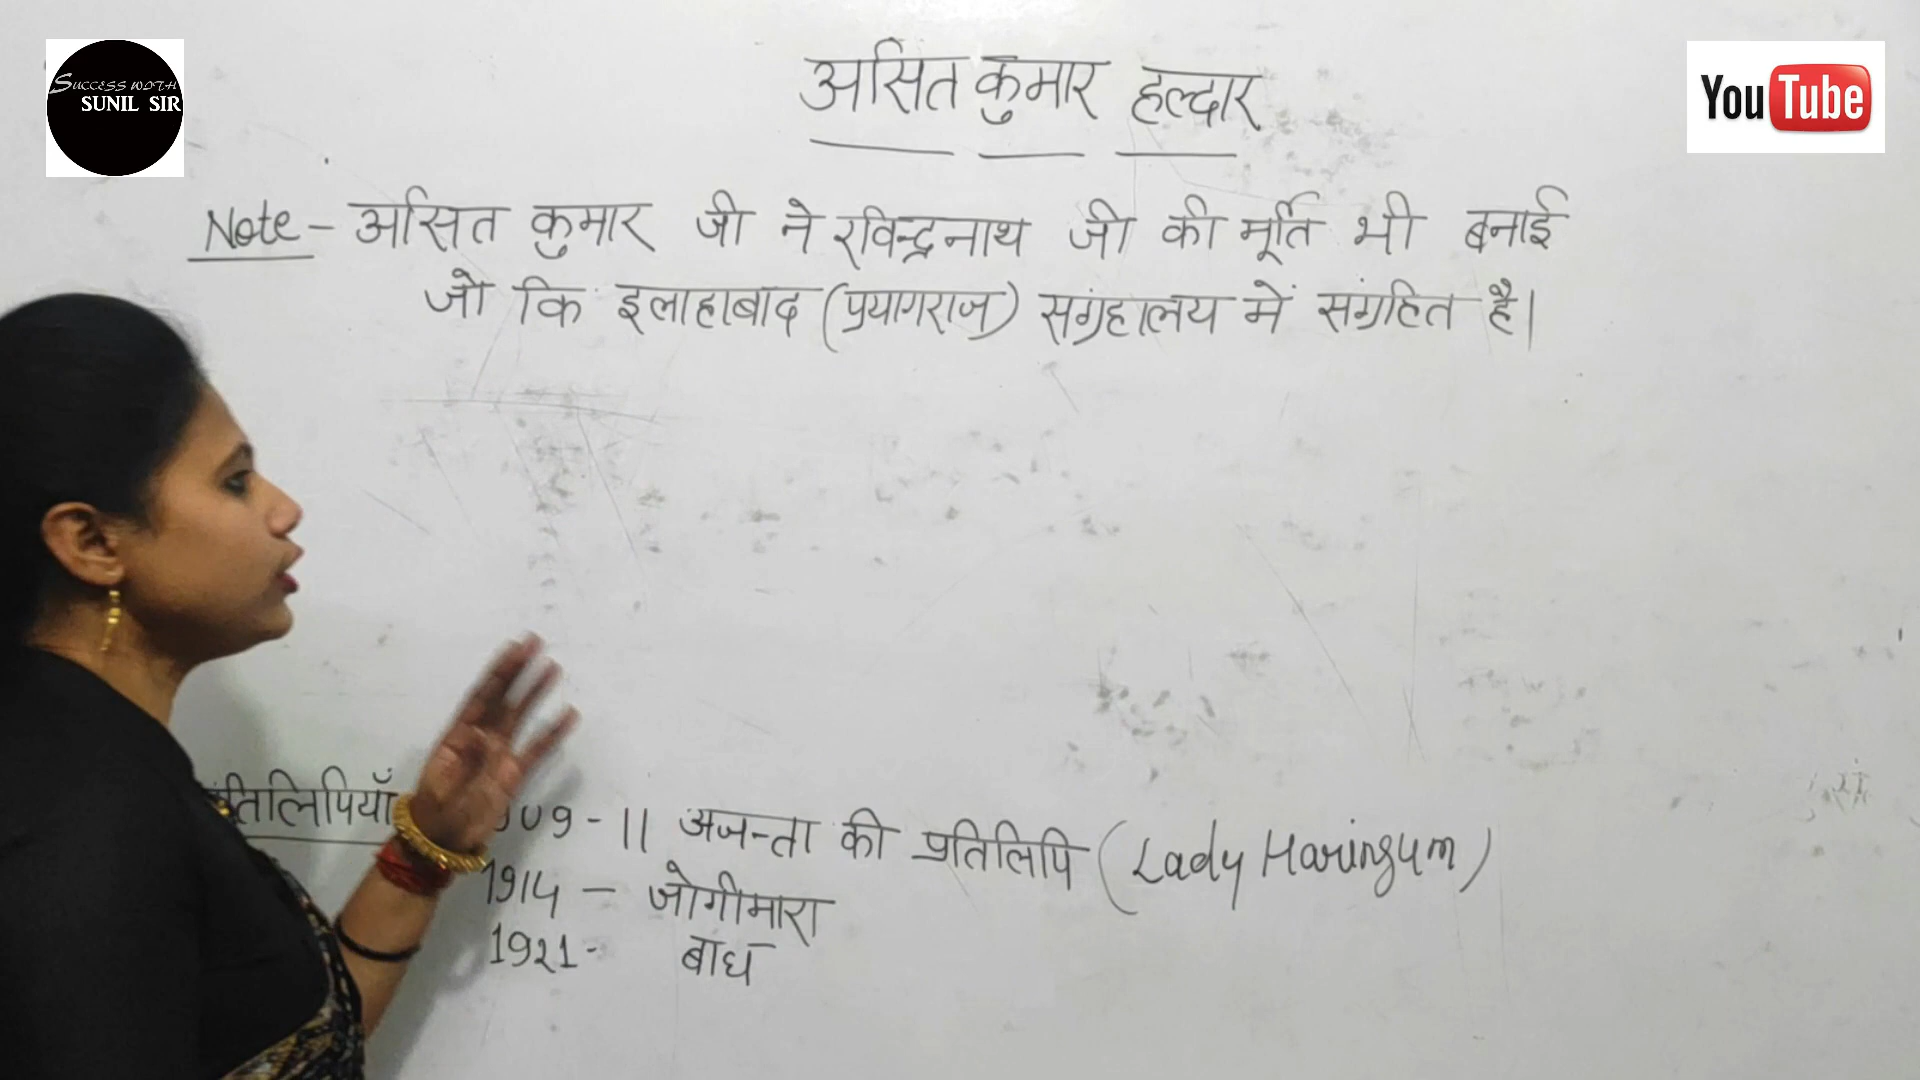 SUCCESS WITH
SUNIL SIR
YouTube
असित कुमार हल्दार
Note - असित कुमार जी ने रविन्द्रनाथ जी की मूर्ति भी बनाई
जो कि इलाहाबाद (प्रयागराज) संग्रहालय में संग्रहित है।
1909-11 अजन्ता की प्रतिलिपि (Lady Haringum)
1914 - जोगीमारा
1921- बाघ